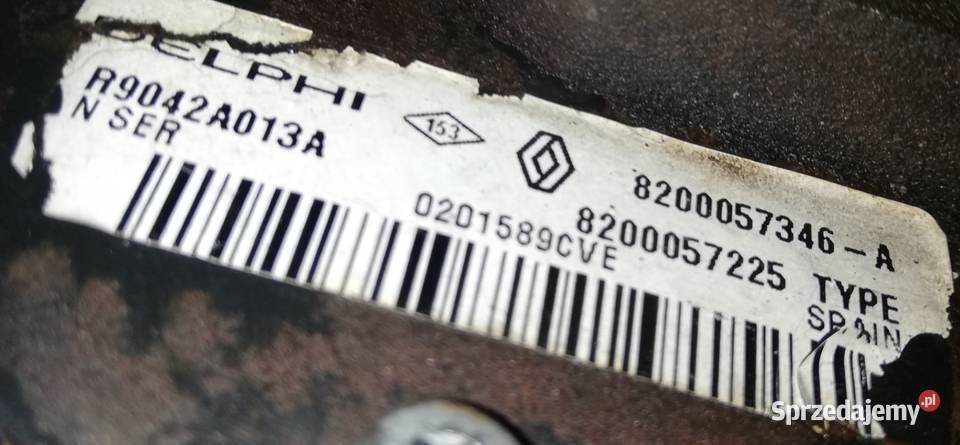 DELPHI
R9042A013A
N SER
153
0201589CVE
8200057346-A
8200057225 TYPE
SPAIN
Sprzedajemy.pl